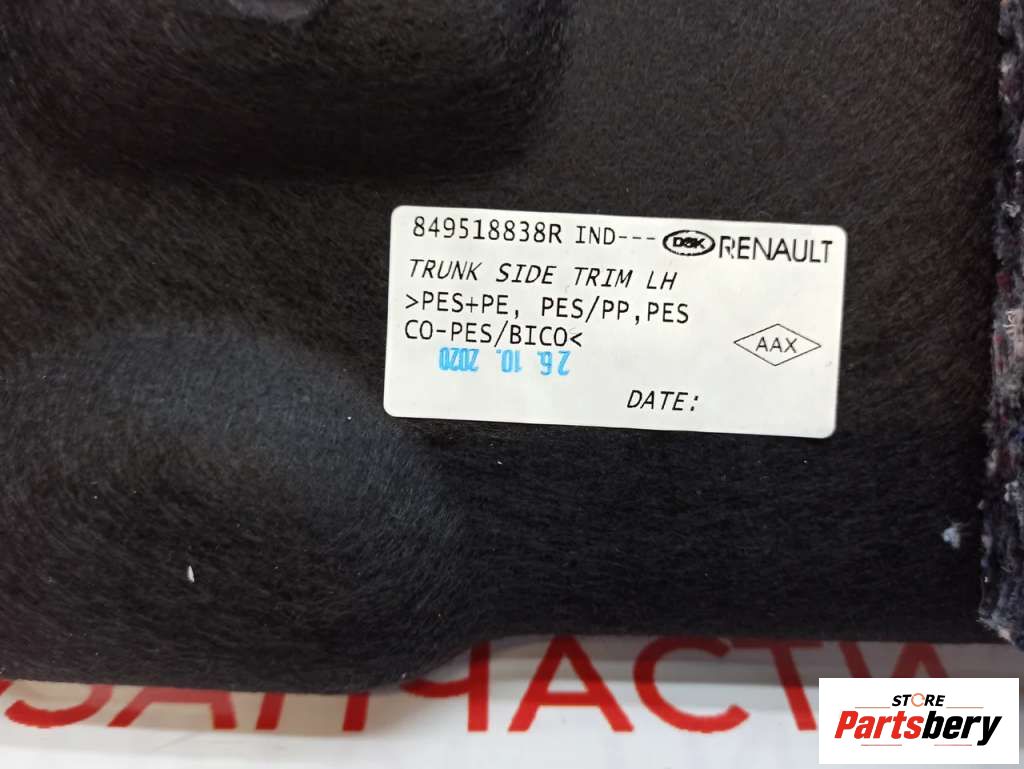 849518838R IND--- DSK RENAULT
TRUNK SIDE TRIM LH
>PES+PE, PES/PP,PES
CO-PES/BICO<
AAX
26.10.2020
DATE:
ЗАПЧАСТИ
STORE
Partsbery